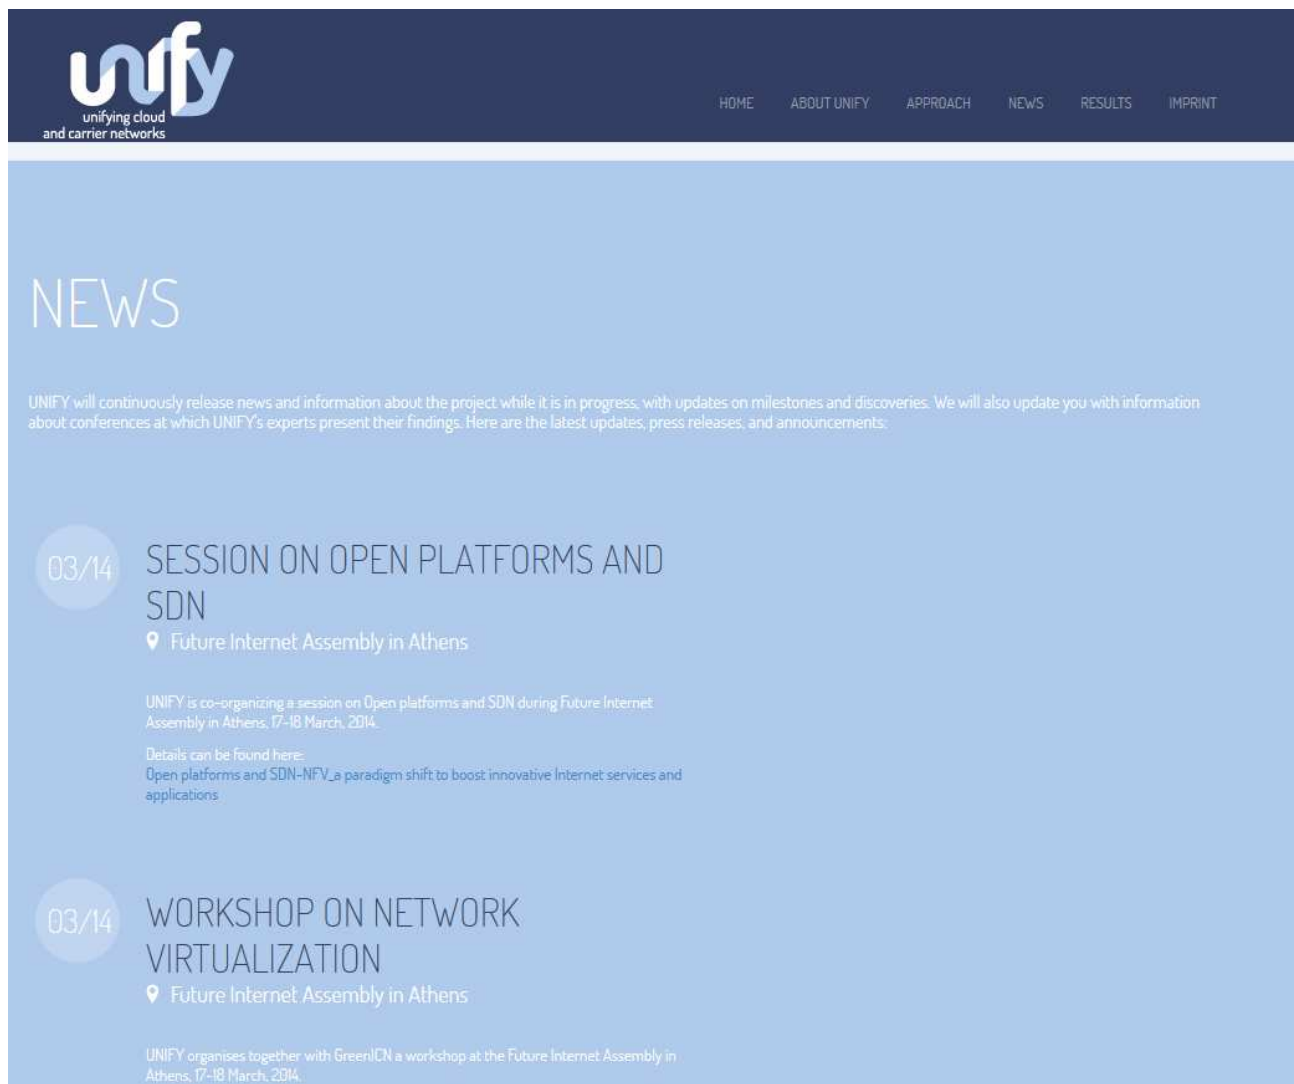 unify
unifying cloud
and carrier networks
HOME ABOUT UNIFY APPROACH NEWS RESULTS IMPRINT
NEWS
UNIFY will continuously release news and information about the project while it is in progress, with updates on milestones and discoveries. We will also update you with information
about conferences at which UNIFY's experts present their findings. Here are the latest updates, press releases, and announcements:
03/14
SESSION ON OPEN PLATFORMS AND
SDN
Future Internet Assembly in Athens
UNIFY is co-organizing a session on Open platforms and SDN during Future Internet
Assembly in Athens, 17-18 March, 2014.
Details can be found here:
Open platforms and SDN-NFV_a paradigm shift to boost innovative Internet services and
applications
03/14
WORKSHOP ON NETWORK
VIRTUALIZATION
Future Internet Assembly in Athens
UNIFY organises together with GreenICN a workshop at the Future Internet Assembly in
Athens, 17-18 March, 2014.